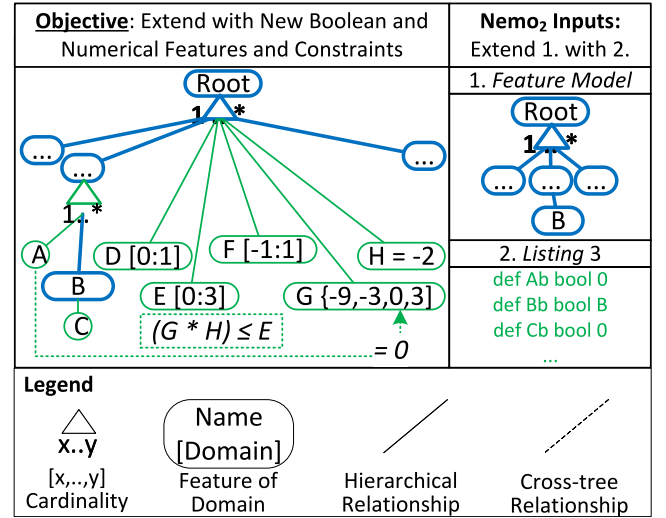 Objective: Extend with New Boolean and
Numerical Features and Constraints
Nemo₂ Inputs:
Extend 1. with 2.
Root
1..*
...
...
...
1..*
A
B
C
D [0:1]
E [0:3]
F [-1:1]
G {-9,-3,0,3}
H = -2
(G * H) ≤ E
= 0
1. Feature Model
Root
1..*
...
...
...
B
2. Listing 3
def Ab bool 0
def Bb bool B
def Cb bool 0
...
Legend
x..y
[x,..,y]
Cardinality
Name
[Domain]
Feature of
Domain
Hierarchical
Relationship
Cross-tree
Relationship